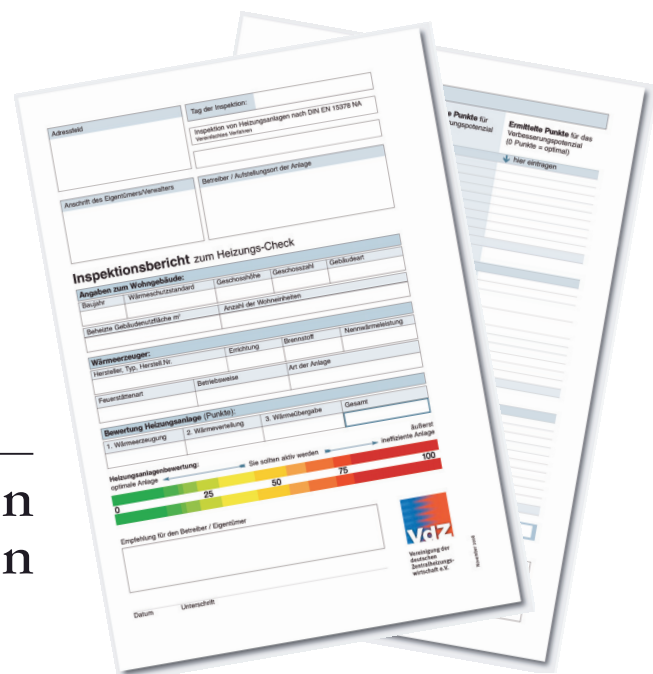 Adressfeld
Tag der Inspektion:
Inspektion von Heizungsanlagen nach DIN EN 15378 NA
Vereinfachtes Verfahren
Anschrift des Eigentümers/Verwalters
Betreiber / Aufstellungsort der Anlage
Inspektionsbericht zum Heizungs-Check
Angaben zum Wohngebäude:
Baujahr Wärmeschutzstandard Geschosshöhe Geschosszahl Gebäudeart
Beheizte Gebäudenutzfläche m² Anzahl der Wohneinheiten
Wärmeerzeuger:
Hersteller, Typ, Herstell.Nr. Errichtung Brennstoff Nennwärmeleistung
Feuerstättenart Betriebsweise Art der Anlage
Bewertung Heizungsanlage (Punkte):
1. Wärmeerzeugung 2. Wärmeverteilung 3. Wärmeübergabe Gesamt
Heizungsanlagenbewertung:
optimale Anlage Sie sollten aktiv werden äußerst
ineffiziente Anlage
0 25 50 75 100
Empfehlung für den Betreiber / Eigentümer
VdZ
Vereinigung der
deutschen
Zentralheizungs-
wirtschaft e.V.
November 2008
Datum Unterschrift
e Punkte für
ungspotenzial
Ermittelte Punkte für das
Verbesserungspotenzial
(0 Punkte = optimal)
hier eintragen
n
n